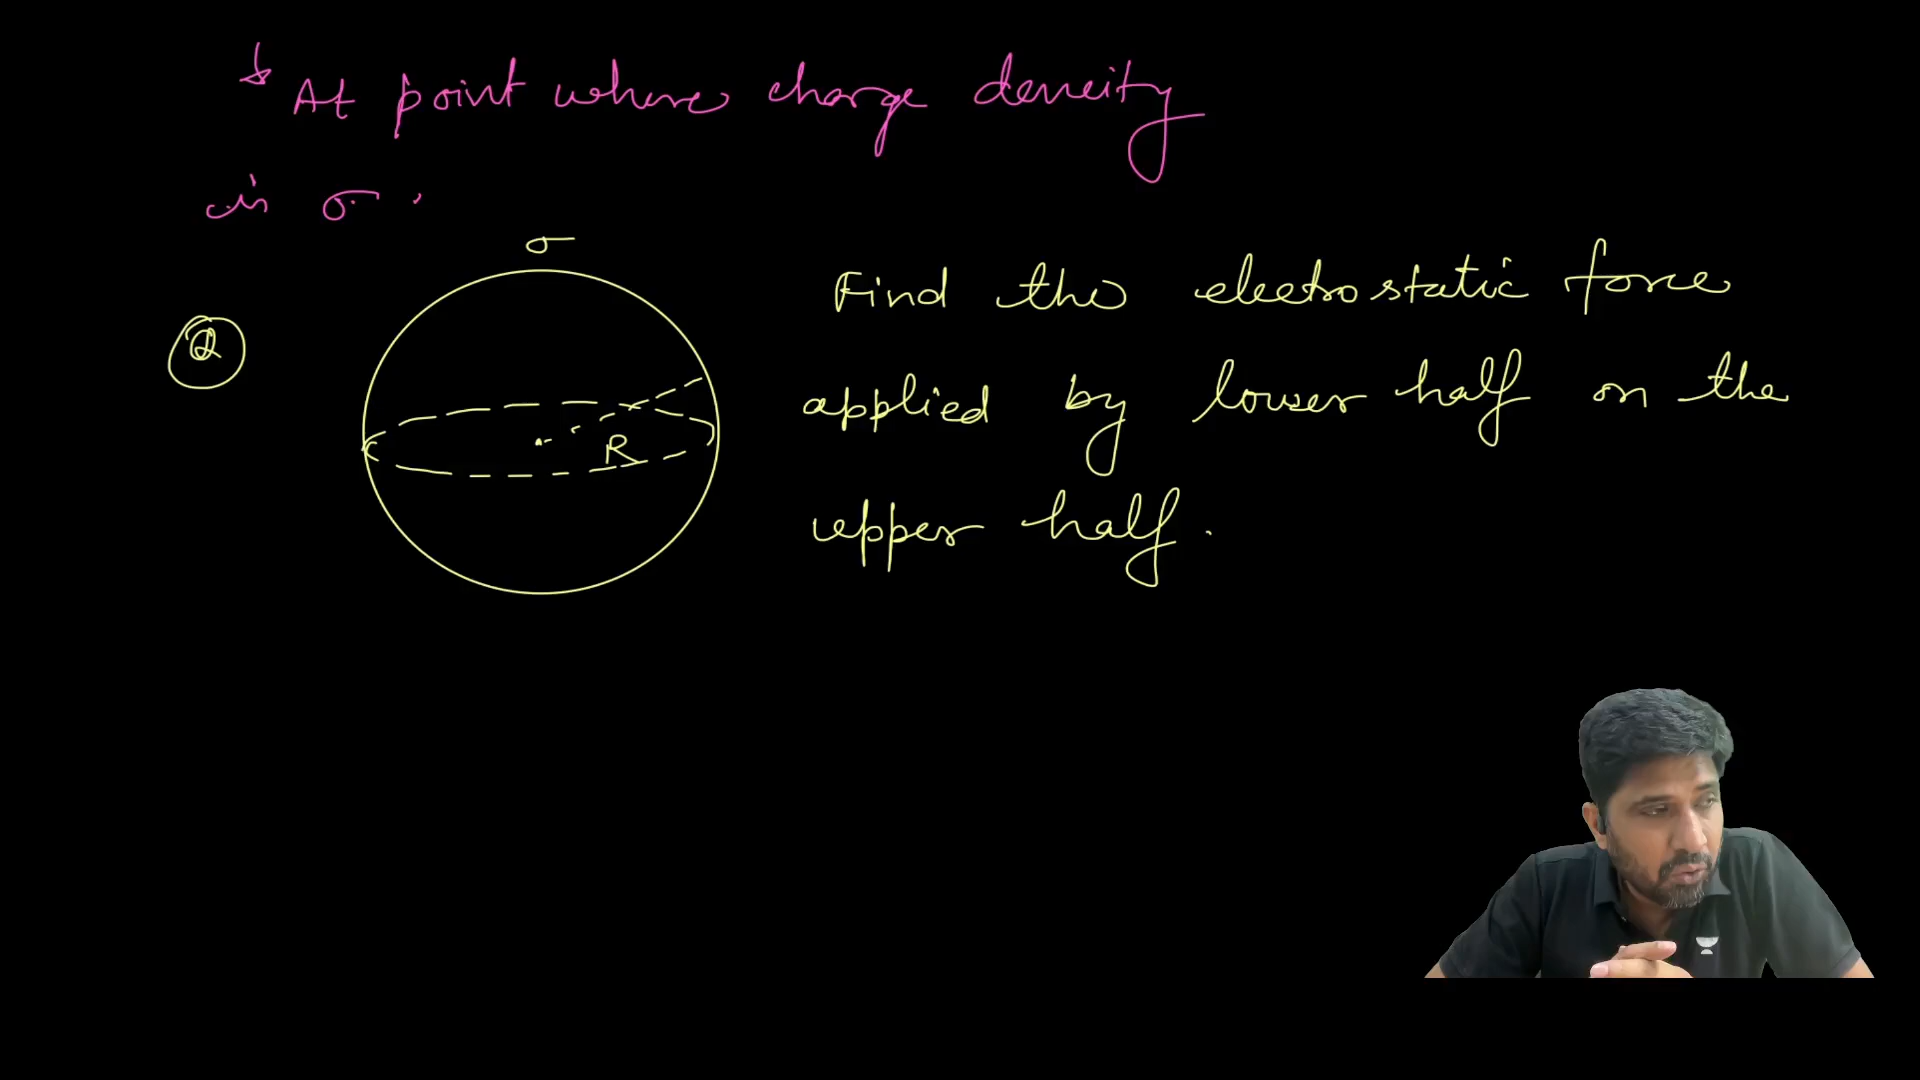 ↓ At point where charge density
is σ.
σ
Q
Find the electrostatic force
applied by lower half on the
R
upper half.